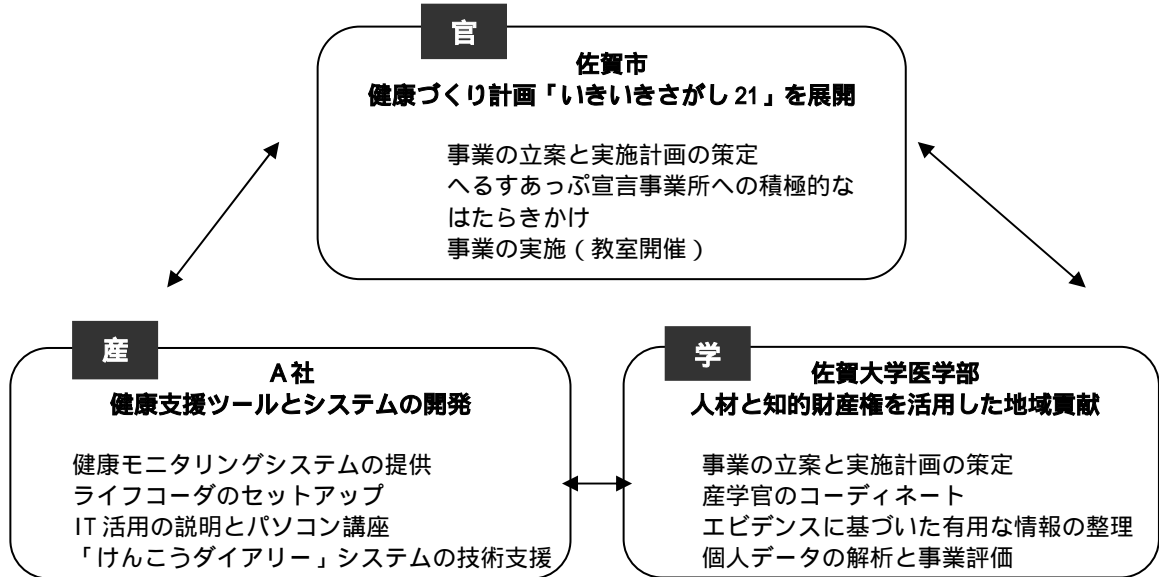 官
佐賀市
健康づくり計画「いきいきさがし21」を展開
事業の立案と実施計画の策定
へるすあっぷ宣言事業所への積極的な
はたらきかけ
事業の実施（教室開催）
産
A社
健康支援ツールとシステムの開発
健康モニタリングシステムの提供
ライフコーダのセットアップ
IT活用の説明とパソコン講座
「けんこうダイアリー」システムの技術支援
学
佐賀大学医学部
人材と知的財産権を活用した地域貢献
事業の立案と実施計画の策定
産学官のコーディネート
エビデンスに基づいた有用な情報の整理
個人データの解析と事業評価